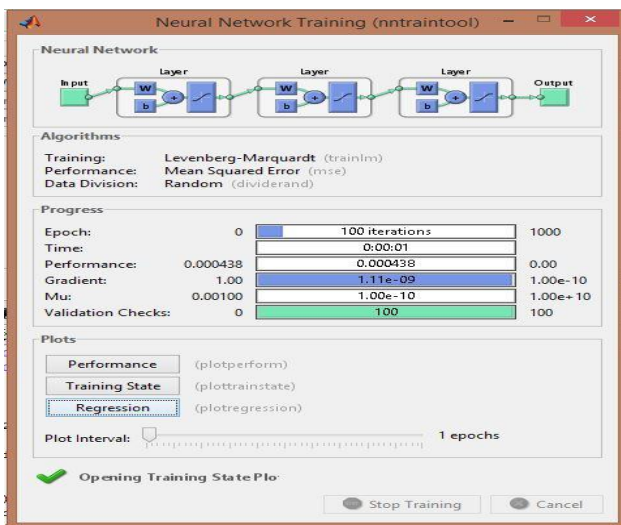 Neural Network Training (nntraintool)
Neural Network
Layer Layer Layer
Input W b + W b + W b + Output
Algorithms
Training: Levenberg-Marquardt (trainlm)
Performance: Mean Squared Error (mse)
Data Division: Random (dividerand)
Progress
Epoch: 0 100 iterations 1000
Time: 0:00:01
Performance: 0.000438 0.000438 0.00
Gradient: 1.00 1.11e-09 1.00e-10
Mu: 0.00100 1.00e-10 1.00e+10
Validation Checks: 0 100 100
Plots
Performance (plotperform)
Training State (plottrainstate)
Regression (plotregression)
Plot Interval: 1 epochs
Opening Training State Plo
Stop Training Cancel